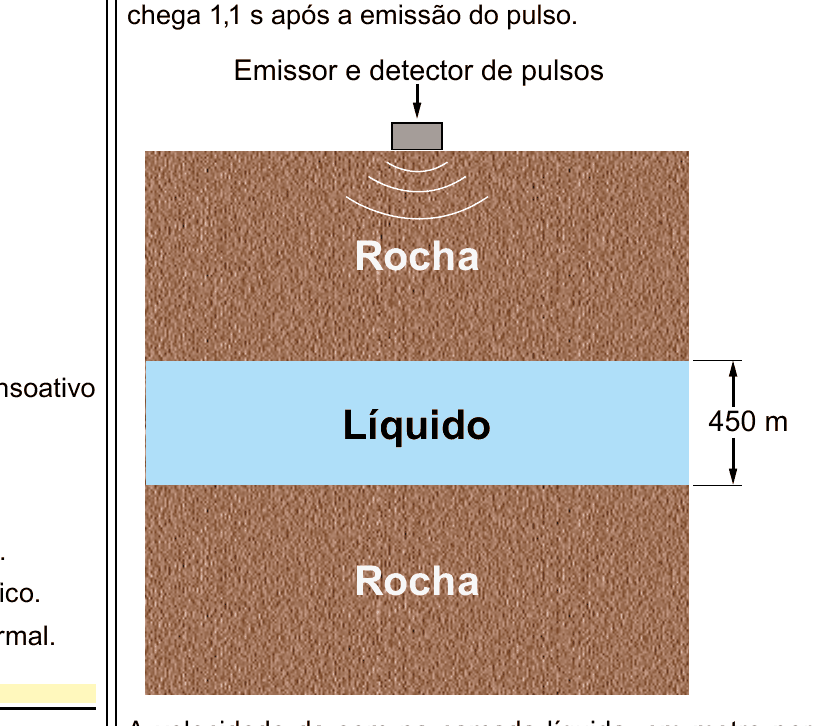 chega 1,1 s após a emissão do pulso.
Emissor e detector de pulsos
Rocha
nsoativo
450 m
Líquido
.
Rocha
ico.
rmal.